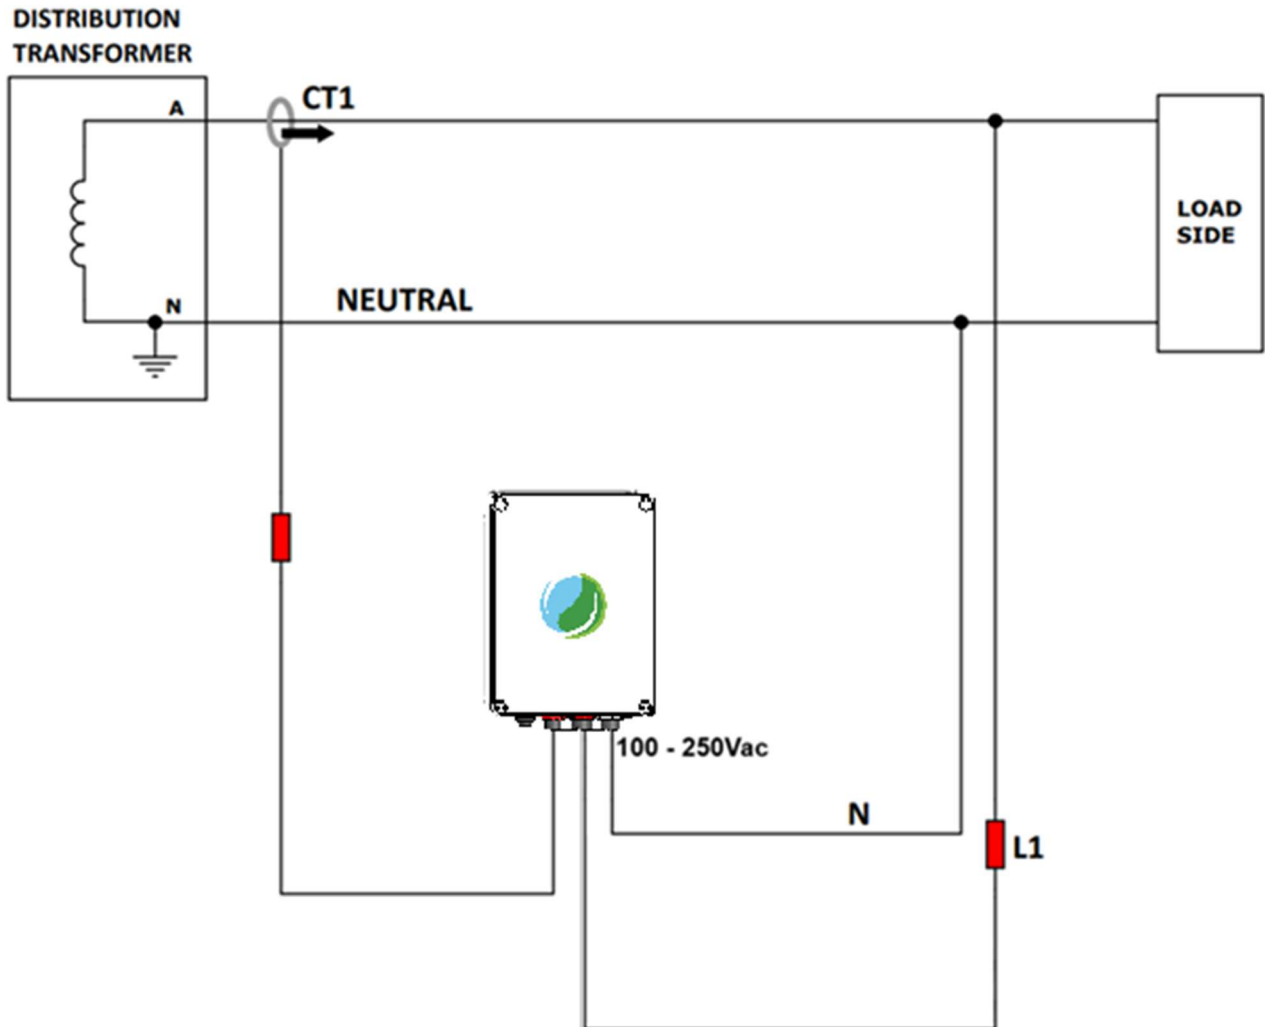 DISTRIBUTION
TRANSFORMER
A
CT1
LOAD
SIDE
N
NEUTRAL
100 - 250Vac
N
L1